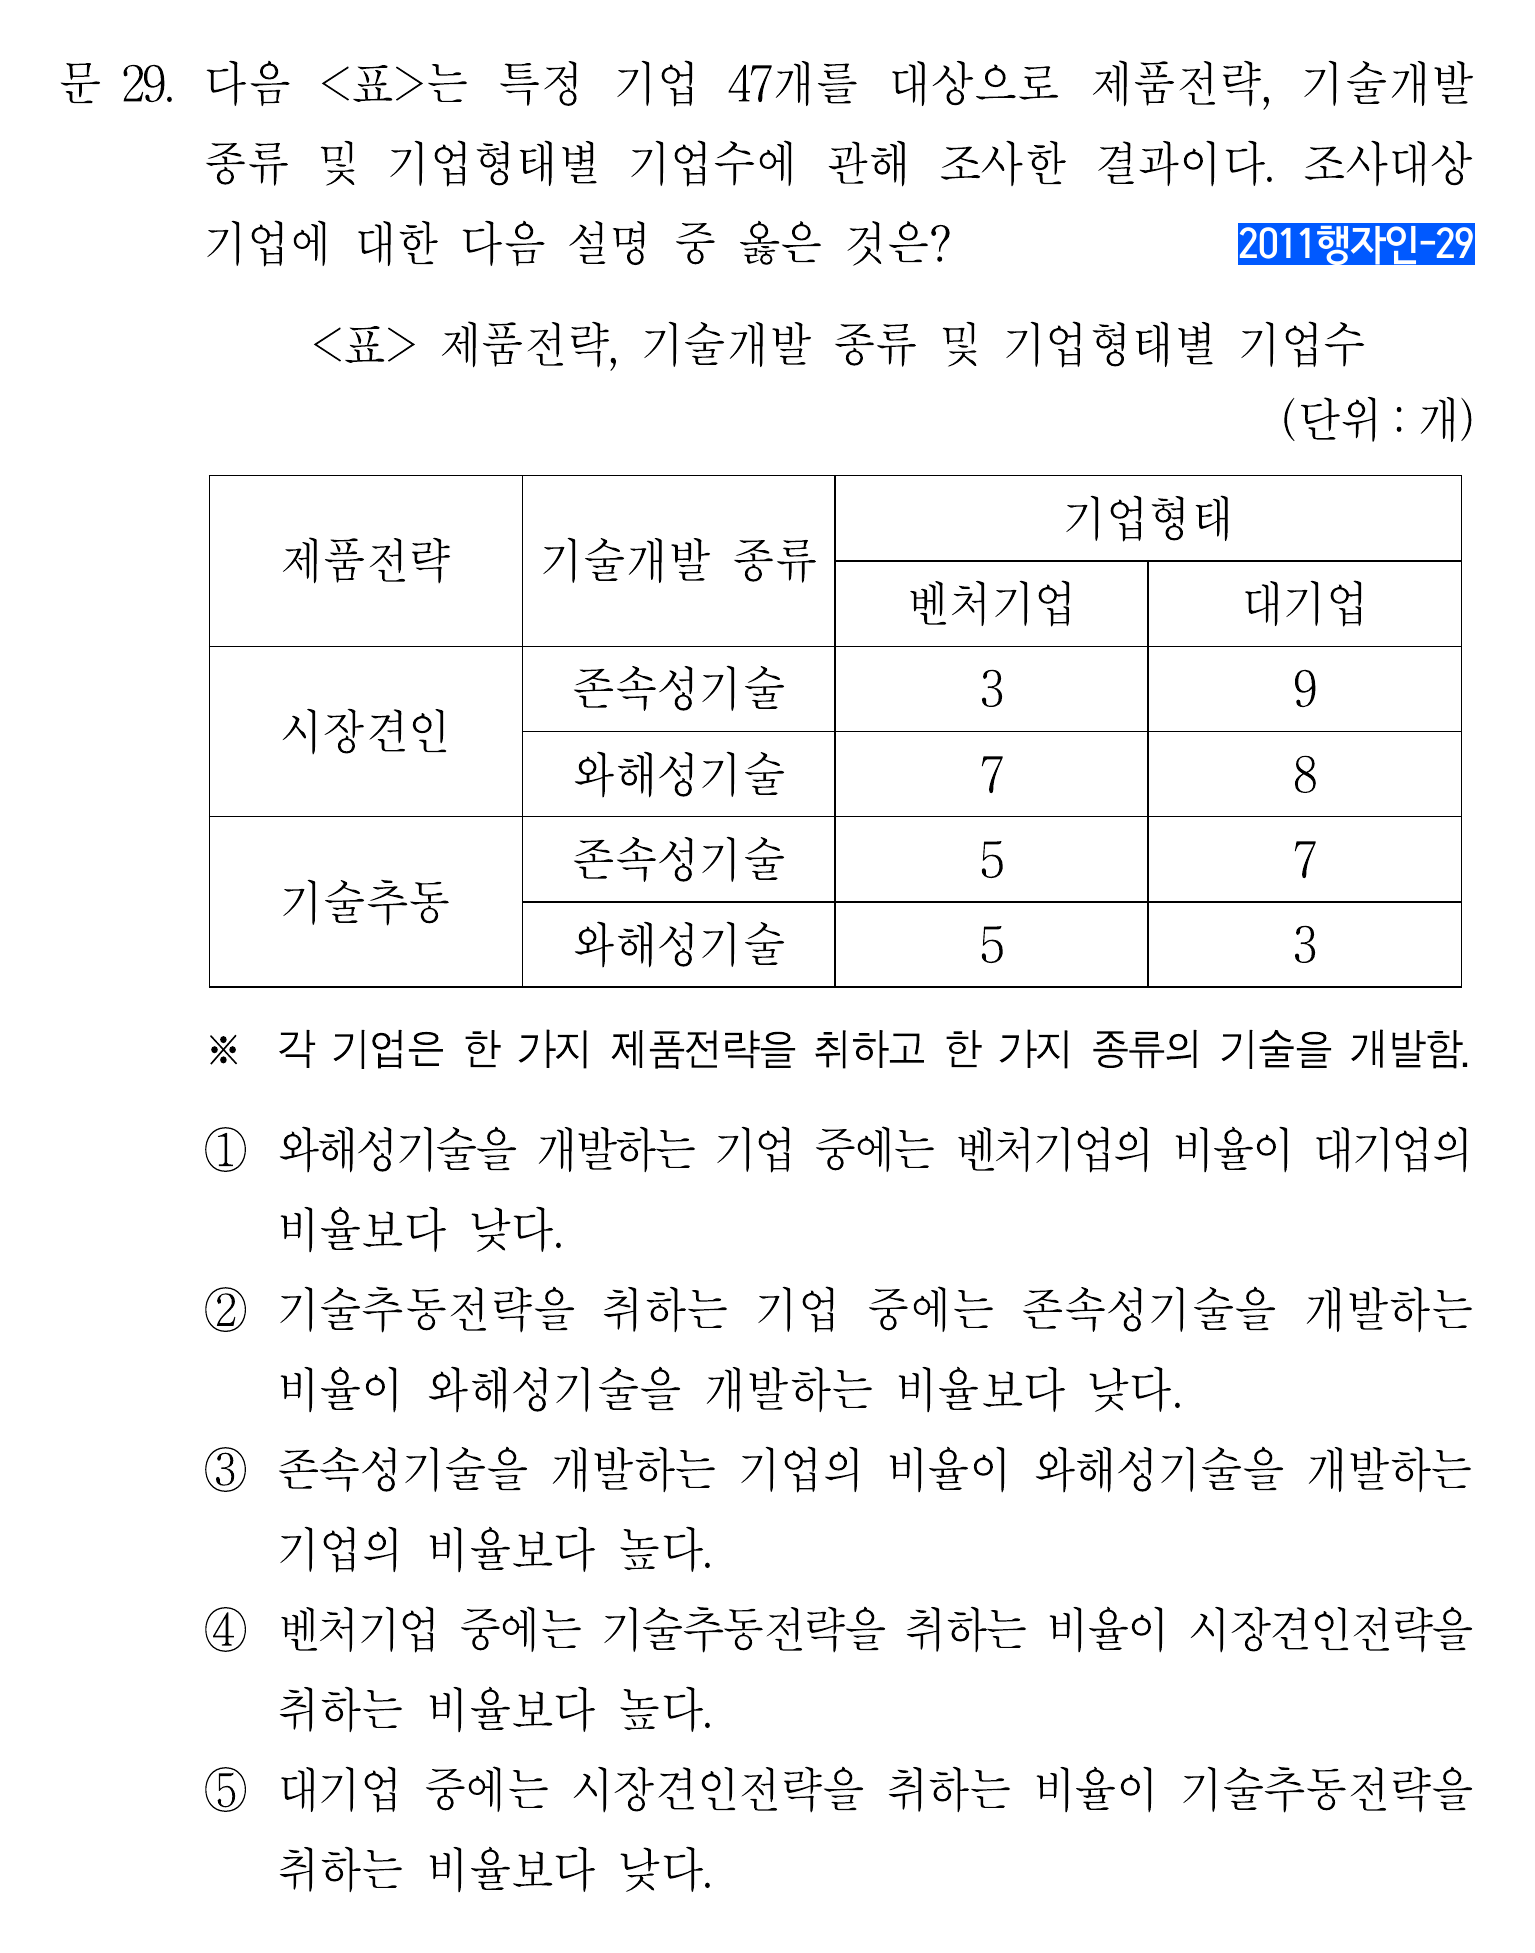 문 29. 다음 <표>는 특정 기업 47개를 대상으로 제품전략, 기술개발
종류 및 기업형태별 기업수에 관해 조사한 결과이다. 조사대상
기업에 대한 다음 설명 중 옳은 것은? 2011행자인-29
<표> 제품전략, 기술개발 종류 및 기업형태별 기업수
(단위 : 개)
제품전략 기술개발 종류 기업형태
벤처기업 대기업
시장견인 존속성기술 3 9
와해성기술 7 8
기술추동 존속성기술 5 7
와해성기술 5 3
※ 각 기업은 한 가지 제품전략을 취하고 한 가지 종류의 기술을 개발함.
① 와해성기술을 개발하는 기업 중에는 벤처기업의 비율이 대기업의
비율보다 낮다.
② 기술추동전략을 취하는 기업 중에는 존속성기술을 개발하는
비율이 와해성기술을 개발하는 비율보다 낮다.
③ 존속성기술을 개발하는 기업의 비율이 와해성기술을 개발하는
기업의 비율보다 높다.
④ 벤처기업 중에는 기술추동전략을 취하는 비율이 시장견인전략을
취하는 비율보다 높다.
⑤ 대기업 중에는 시장견인전략을 취하는 비율이 기술추동전략을
취하는 비율보다 낮다.